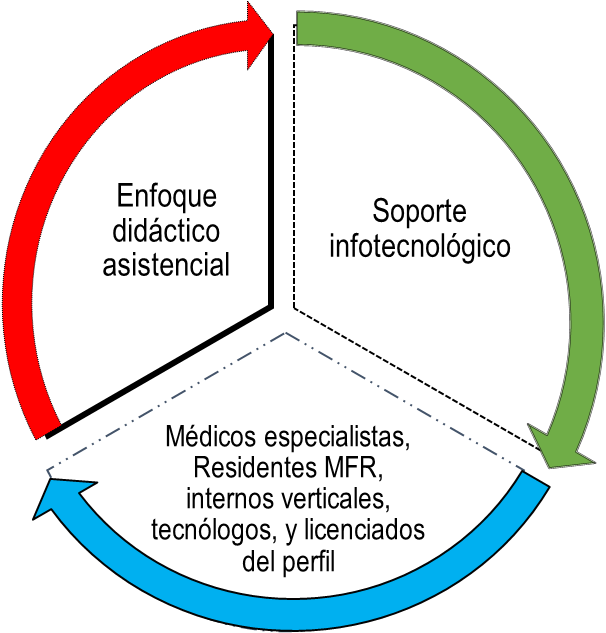 Enfoque
didáctico
asistencial
Soporte
infotecnológico
Médicos especialistas,
Residentes MFR,
internos verticales,
tecnólogos, y licenciados
del perfil